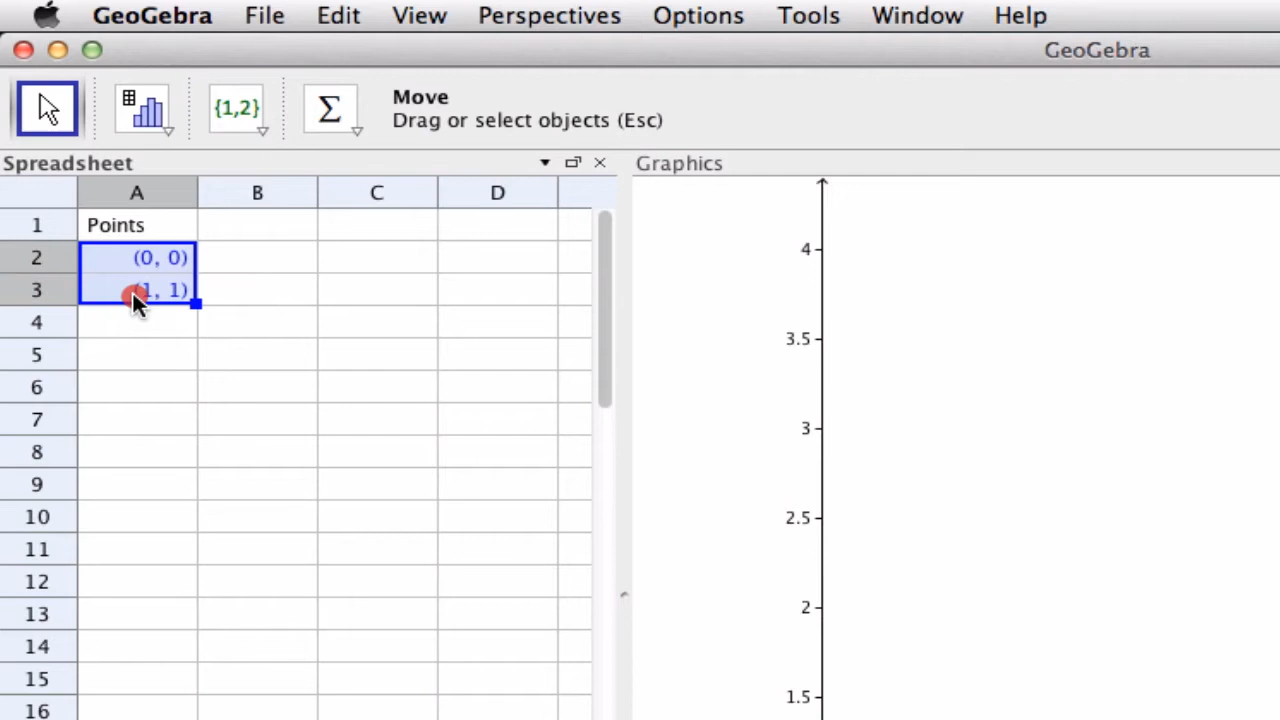 GeoGebra File Edit View Perspectives Options Tools Window Help
GeoGebra
{1,2} Σ Move
Drag or select objects (Esc)
Spreadsheet Graphics
A B C D
1 Points
2 (0, 0)
3 (1, 1)
4
5
6
7
8
9
10
11
12
13
14
15
16
4
3.5
3
2.5
2
1.5